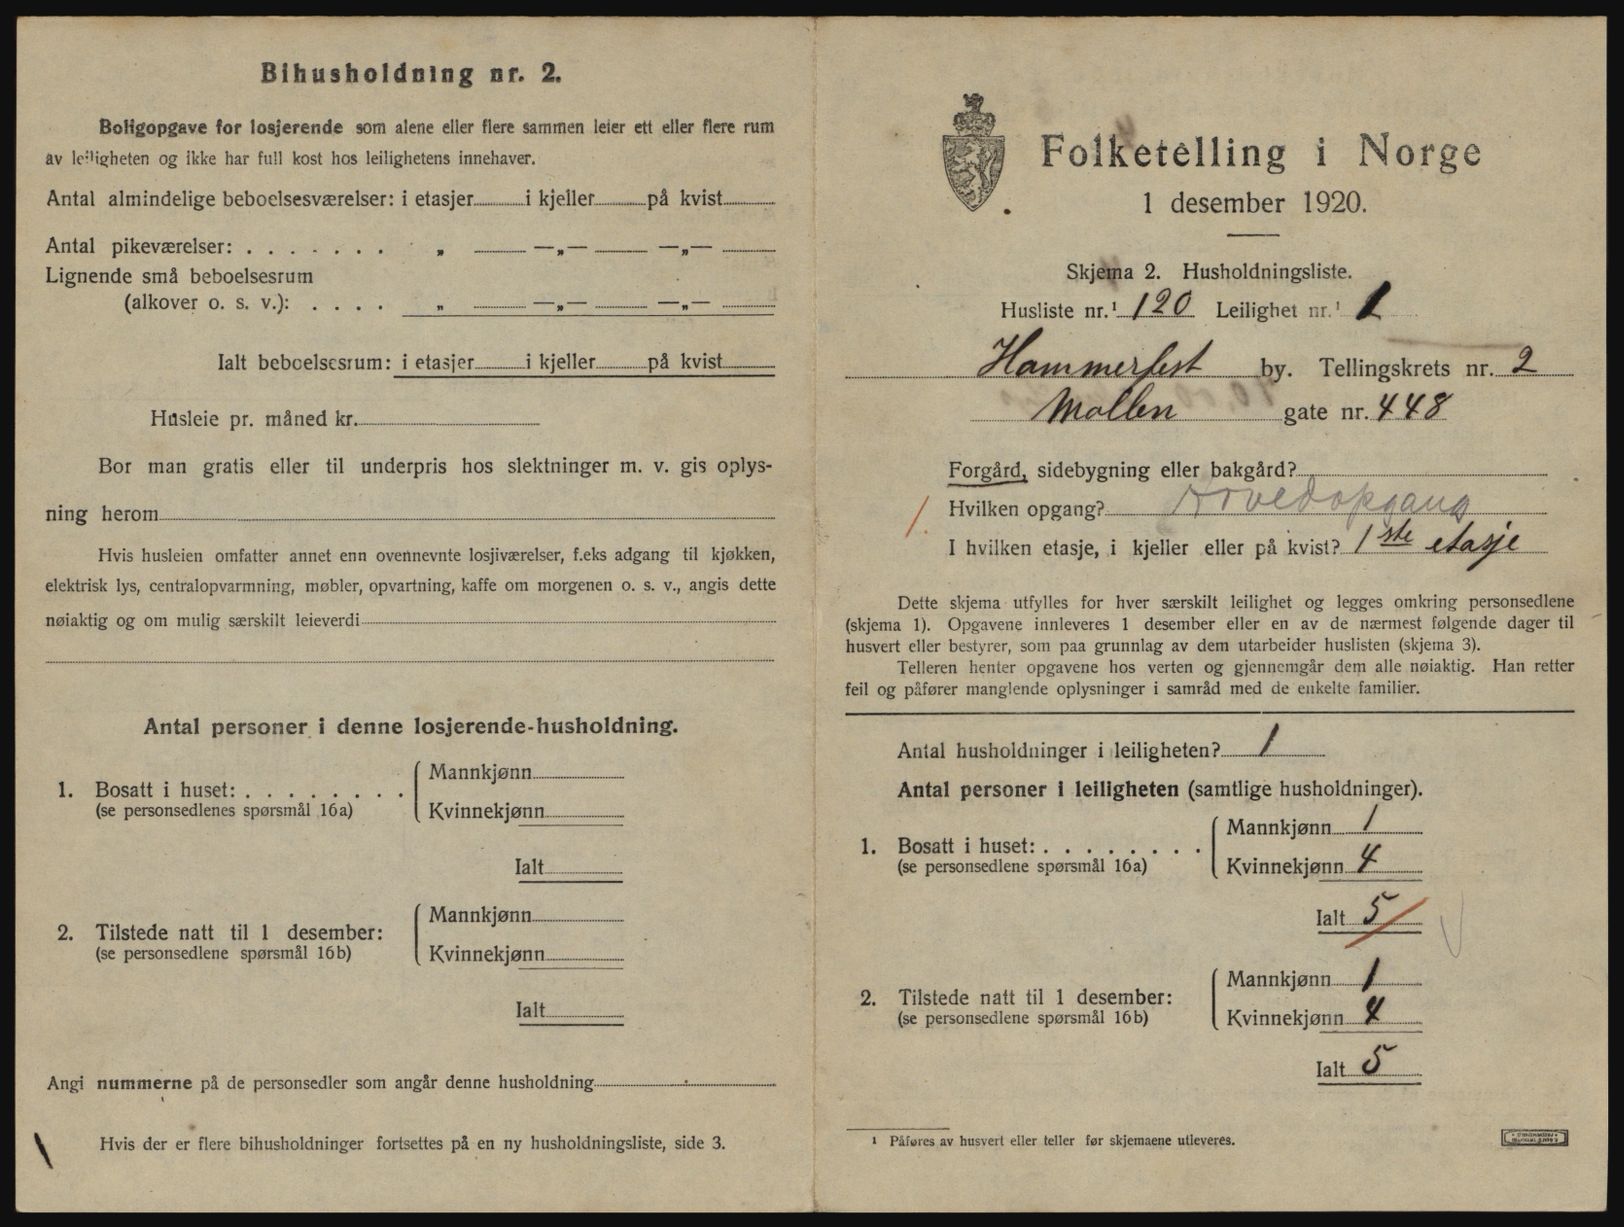 Bihusholdning nr. 2.
Boligopgave for losjerende som alene eller flere sammen leier ett eller flere rum
av leiligheten og ikke har full kost hos leilighetens innehaver.
Antal almindelige beboelsesværelser: i etasjer i kjeller på kvist
Antal pikeværelser: . . . . . . . „ —„— —„—
Lignende små beboelsesrum
(alkover o. s. v.): . . . . „ —„— —„—
Ialt beboelsesrum: i etasjer i kjeller på kvist
Husleie pr. måned kr.
Bor man gratis eller til underpris hos slektninger m. v. gis oplys-
ning herom
Hvis husleien omfatter annet enn ovennevnte losjiværelser, f.eks adgang til kjøkken,
elektrisk lys, centralopvarmning, møbler, opvartning, kaffe om morgenen o. s. v., angis dette
nøiaktig og om mulig særskilt leieverdi
Antal personer i denne losjerende-husholdning.
1. Bosatt i huset: . . . . . . . . Mannkjønn
(se personsedlenes spørsmål 16a) Kvinnekjønn
Ialt
2. Tilstede natt til 1 desember: Mannkjønn
(se personsedlene spørsmål 16b) Kvinnekjønn
Ialt
Angi nummerne på de personsedler som angår denne husholdning
Hvis der er flere bihusholdninger fortsettes på en ny husholdningsliste, side 3.
Folketelling i Norge
1 desember 1920.
Skjema 2. Husholdningsliste.
Husliste nr.¹ 120 Leilighet nr.¹ 1
Hammerfest by. Tellingskrets nr. 2
Mollen gate nr. 448
Forgård, sidebygning eller bakgård?
1. Hvilken opgang? Hovedopgang
I hvilken etasje, i kjeller eller på kvist? 1ste etasje
Dette skjema utfylles for hver særskilt leilighet og legges omkring personsedlene
(skjema 1). Opgavene innleveres 1 desember eller en av de nærmest følgende dager til
husvert eller bestyrer, som paa grunnlag av dem utarbeider huslisten (skjema 3).
Telleren henter opgavene hos verten og gjennemgår dem alle nøiaktig. Han retter
feil og påfører manglende oplysninger i samråd med de enkelte familier.
Antal husholdninger i leiligheten? 1
Antal personer i leiligheten (samtlige husholdninger).
1. Bosatt i huset: . . . . . . . . Mannkjønn 1
(se personsedlene spørsmål 16a) Kvinnekjønn 4
Ialt 5
2. Tilstede natt til 1 desember: Mannkjønn 1
(se personsedlene spørsmål 16b) Kvinnekjønn 4
Ialt 5
¹ Påføres av husvert eller teller før skjemaene utleveres.